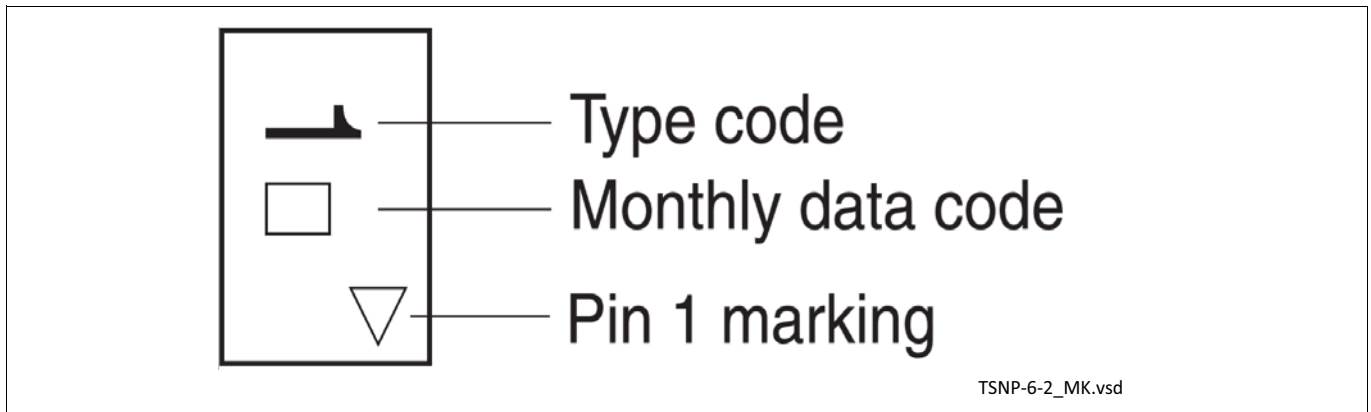 Type code
Monthly data code
Pin 1 marking
TSNP-6-2_MK.vsd